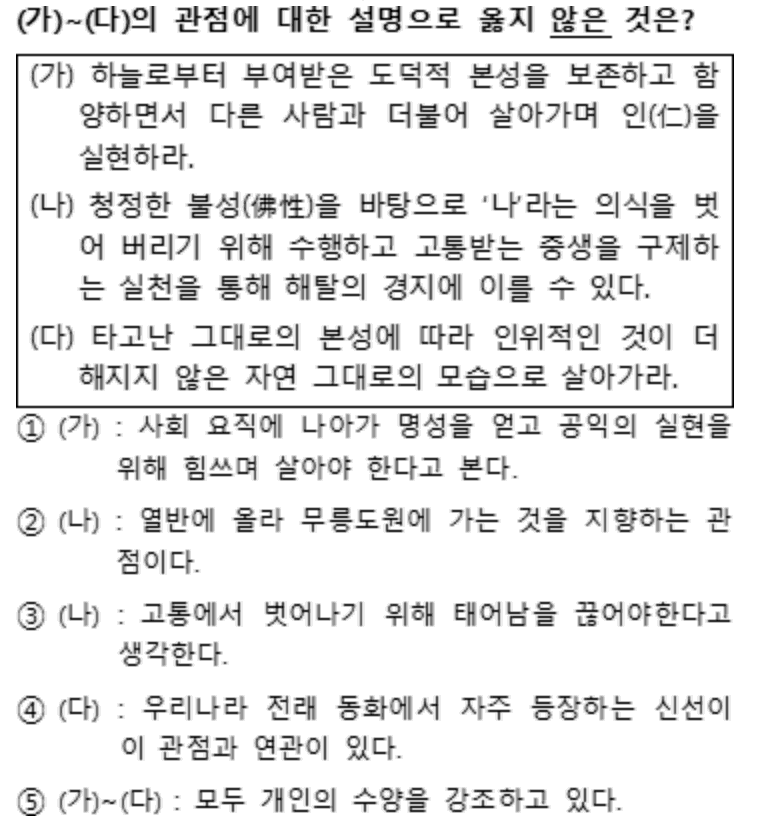 (가)~(다)의 관점에 대한 설명으로 옳지 않은 것은?
(가) 하늘로부터 부여받은 도덕적 본성을 보존하고 함
양하면서 다른 사람과 더불어 살아가며 인(仁)을
실현하라.
(나) 청정한 불성(佛性)을 바탕으로 ‘나’라는 의식을 벗
어 버리기 위해 수행하고 고통받는 중생을 구제하
는 실천을 통해 해탈의 경지에 이를 수 있다.
(다) 타고난 그대로의 본성에 따라 인위적인 것이 더
해지지 않은 자연 그대로의 모습으로 살아가라.
① (가) : 사회 요직에 나아가 명성을 얻고 공익의 실현을
위해 힘쓰며 살아야 한다고 본다.
② (나) : 열반에 올라 무릉도원에 가는 것을 지향하는 관
점이다.
③ (나) : 고통에서 벗어나기 위해 태어남을 끊어야한다고
생각한다.
④ (다) : 우리나라 전래 동화에서 자주 등장하는 신선이
이 관점과 연관이 있다.
⑤ (가)~(다) : 모두 개인의 수양을 강조하고 있다.